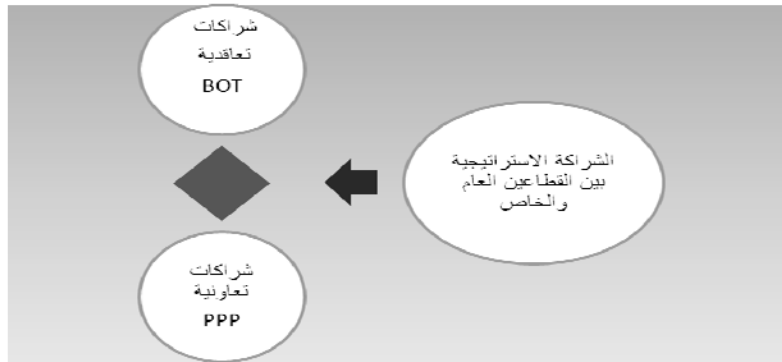 شراكات
تعاقدية
BOT
الشراكة الاستراتيجية
بين القطاعين العام
والخاص
شراكات
تعاونية
PPP